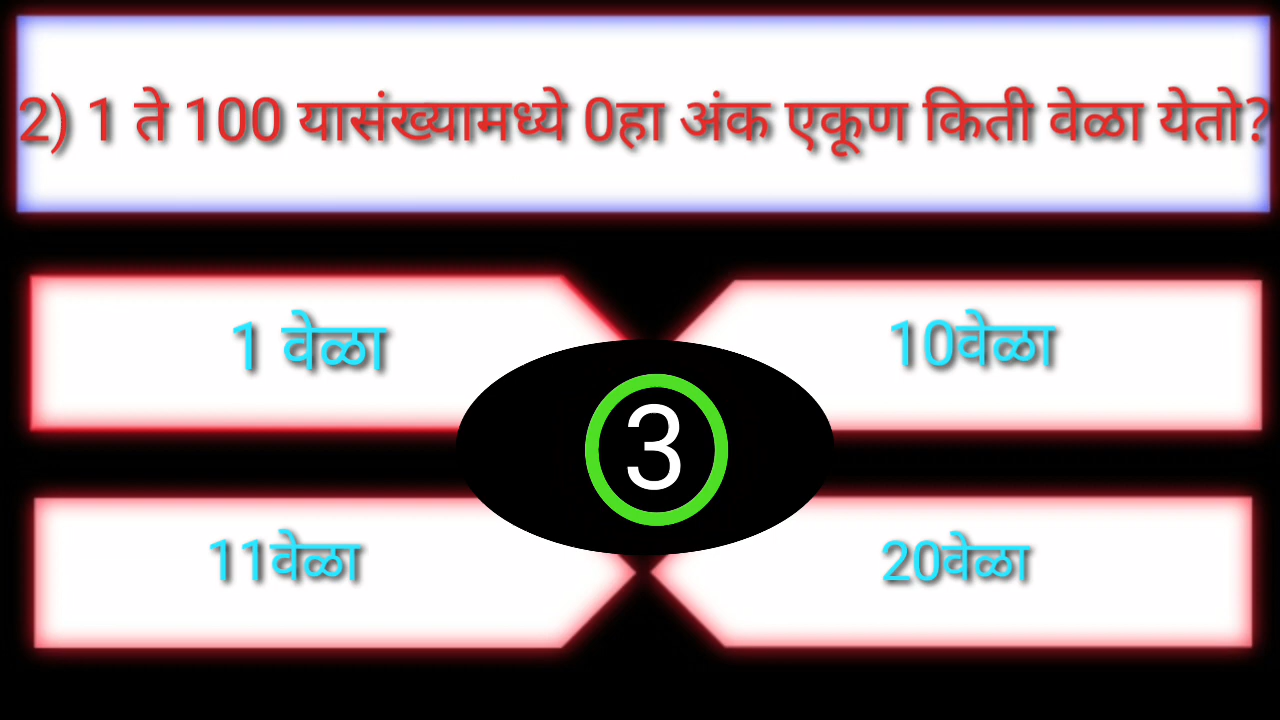 2) 1 ते 100 यासंख्यामध्ये 0हा अंक एकूण किती वेळा येतो?
1 वेळा
10वेळा
3
11वेळा
20वेळा